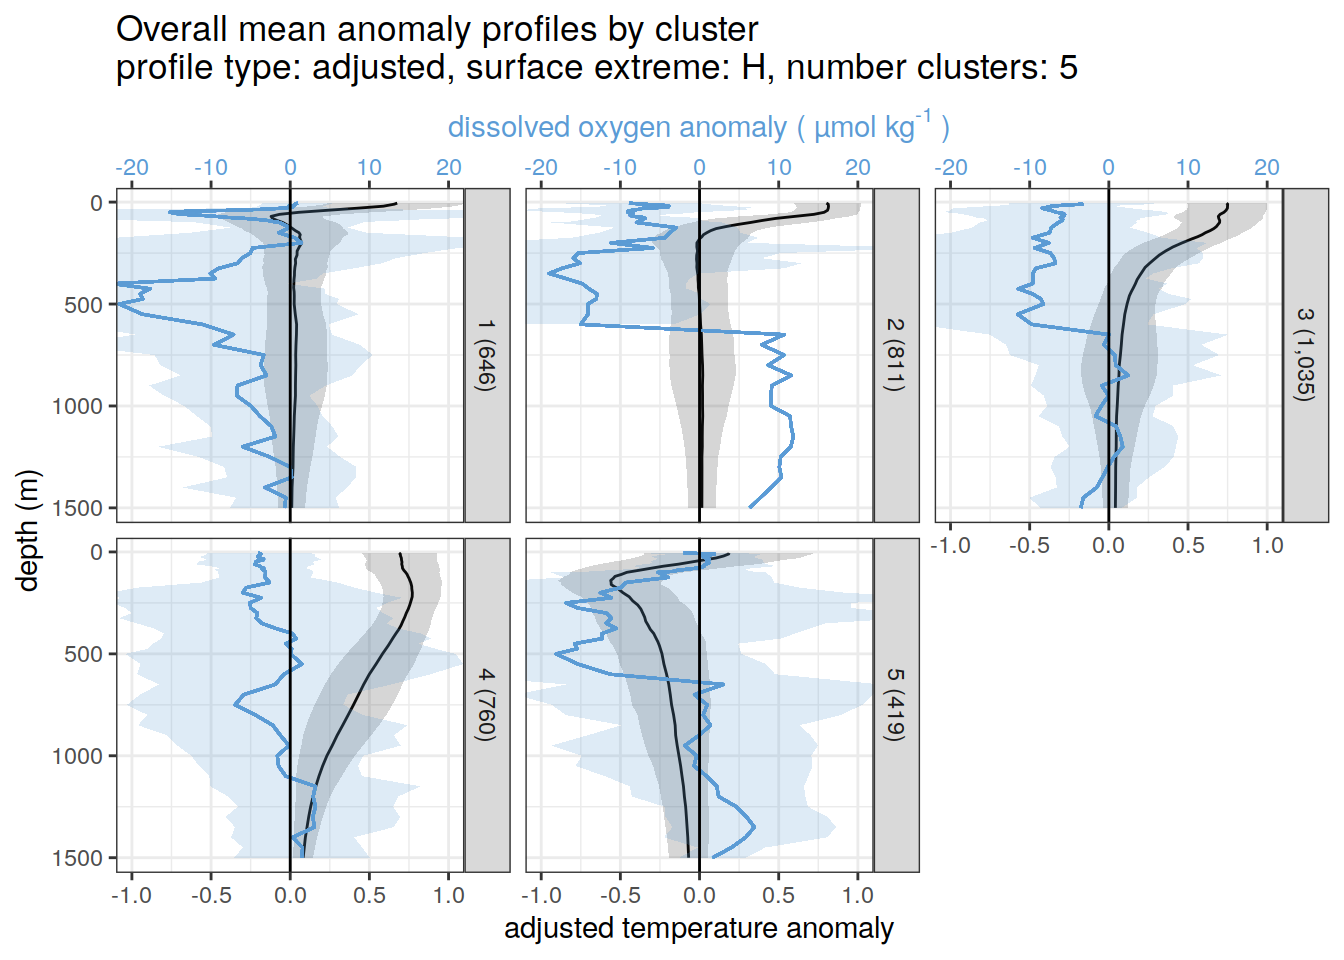 Overall mean anomaly profiles by cluster
profile type: adjusted, surface extreme: H, number clusters: 5
dissolved oxygen anomaly ( µmol kg⁻¹ )
-20 -10 0 10 20 -20 -10 0 10 20 -20 -10 0 10 20
0
500
1000
1500
1 (646)
2 (811)
3 (1,035)
-1.0 -0.5 0.0 0.5 1.0
depth (m)
0
500
1000
1500
4 (760)
5 (419)
-1.0 -0.5 0.0 0.5 1.0 -1.0 -0.5 0.0 0.5 1.0
adjusted temperature anomaly